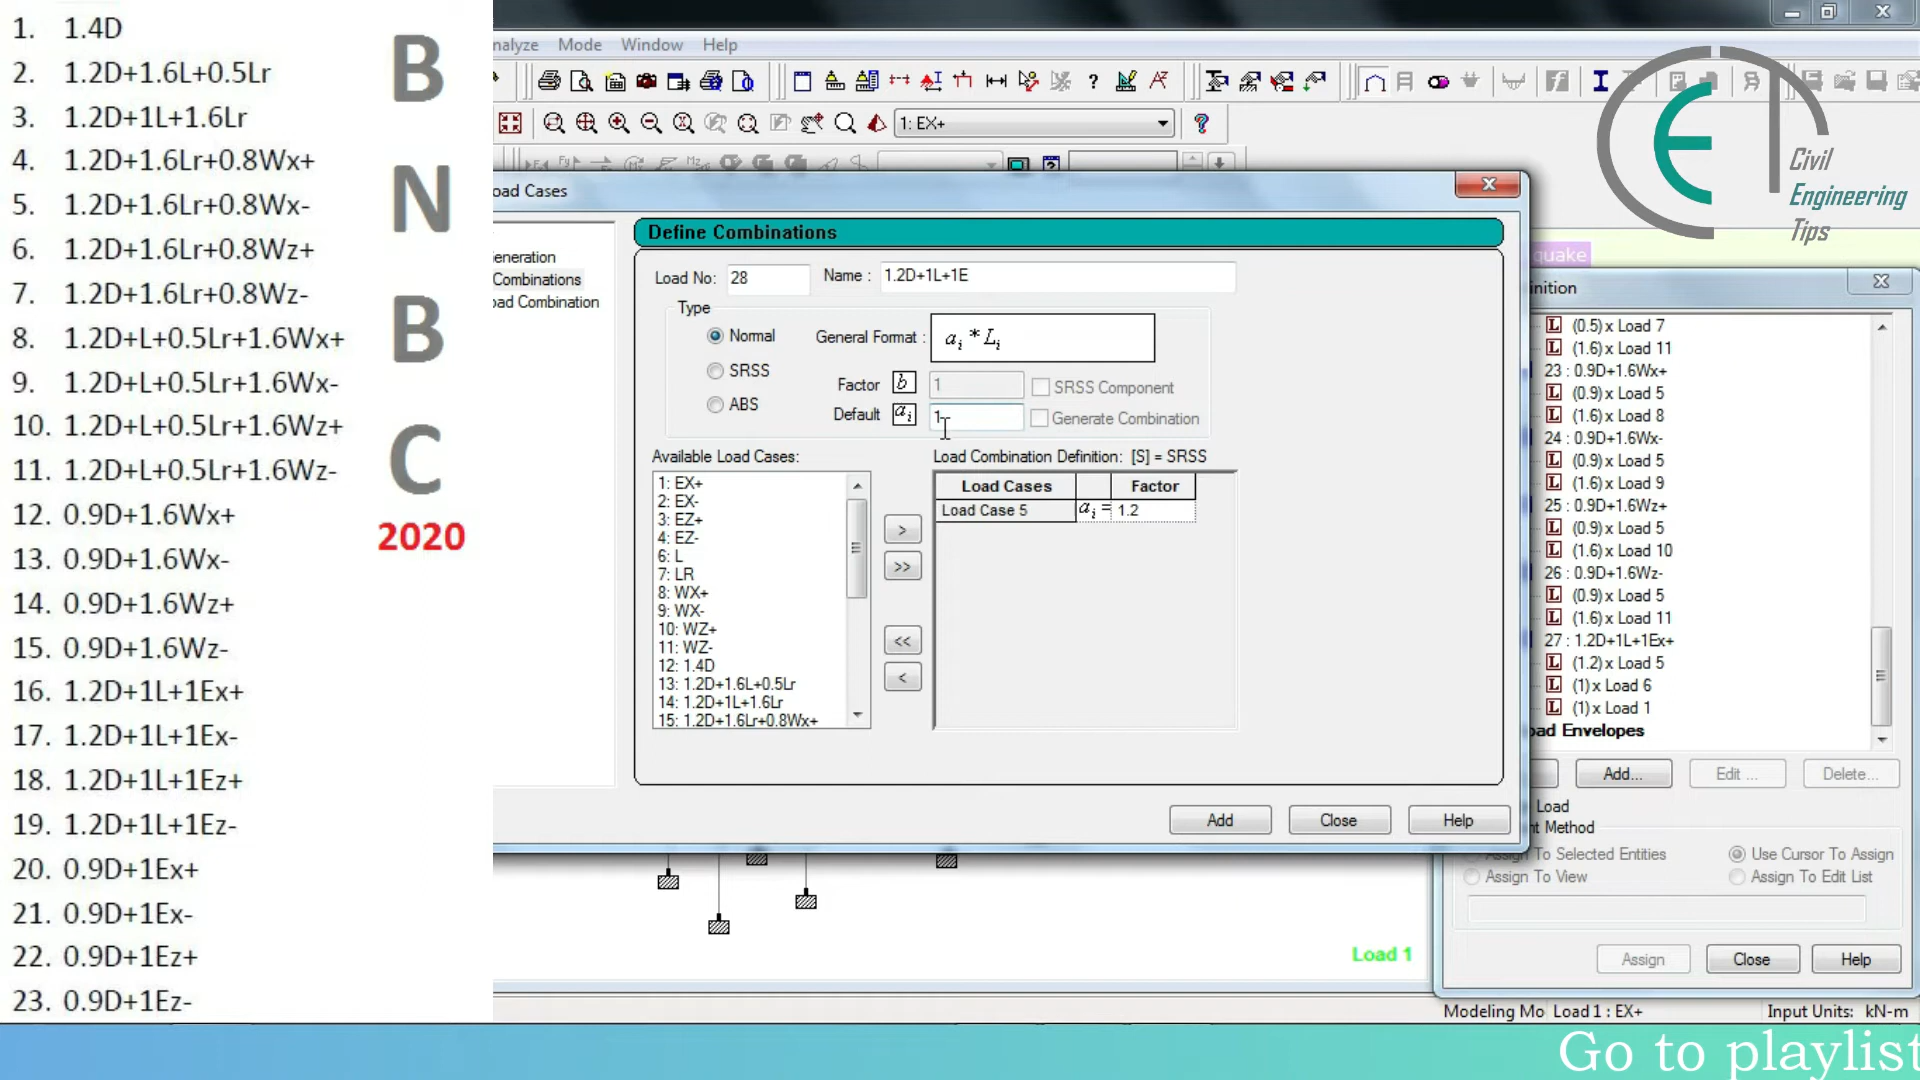 1. 1.4D
2. 1.2D+1.6L+0.5Lr
3. 1.2D+1L+1.6Lr
4. 1.2D+1.6Lr+0.8Wx+
5. 1.2D+1.6Lr+0.8Wx-
6. 1.2D+1.6Lr+0.8Wz+
7. 1.2D+1.6Lr+0.8Wz-
8. 1.2D+L+0.5Lr+1.6Wx+
9. 1.2D+L+0.5Lr+1.6Wx-
10. 1.2D+L+0.5Lr+1.6Wz+
11. 1.2D+L+0.5Lr+1.6Wz-
12. 0.9D+1.6Wx+
13. 0.9D+1.6Wx-
14. 0.9D+1.6Wz+
15. 0.9D+1.6Wz-
16. 1.2D+1L+1Ex+
17. 1.2D+1L+1Ex-
18. 1.2D+1L+1Ez+
19. 1.2D+1L+1Ez-
20. 0.9D+1Ex+
21. 0.9D+1Ex-
22. 0.9D+1Ez+
23. 0.9D+1Ez-
B
N
B
C
2020
nalyze Mode Window Help
1: EX+
Civil
Engineering
Tips
oad Cases
eneration
Combinations
oad Combination
Define Combinations
Load No: 28 Name : 1.2D+1L+1E
Type
Normal General Format : ai * Li
SRSS Factor b 1 SRSS Component
ABS Default ai 1 Generate Combination
Available Load Cases:
1: EX+
2: EX-
3: EZ+
4: EZ-
6: L
7: LR
8: WX+
9: WX-
10: WZ+
11: WZ-
12: 1.4D
13: 1.2D+1.6L+0.5Lr
14: 1.2D+1L+1.6Lr
15: 1.2D+1.6Lr+0.8Wx+
>
>>
<<
<
Load Combination Definition: [S] = SRSS
Load Cases Factor
Load Case 5 ai = 1.2
Add Close Help
quake
inition
(0.5) x Load 7
(1.6) x Load 11
23 : 0.9D+1.6Wx+
(0.9) x Load 5
(1.6) x Load 8
24 : 0.9D+1.6Wx-
(0.9) x Load 5
(1.6) x Load 9
25 : 0.9D+1.6Wz+
(0.9) x Load 5
(1.6) x Load 10
26 : 0.9D+1.6Wz-
(0.9) x Load 5
(1.6) x Load 11
27 : 1.2D+1L+1Ex+
(1.2) x Load 5
(1) x Load 6
(1) x Load 1
oad Envelopes
Add... Edit ... Delete...
Load
nt Method
Assign To Selected Entities Use Cursor To Assign
Assign To View Assign To Edit List
Assign Close Help
Load 1
Modeling Mo Load 1 : EX+ Input Units: kN-m
Go to playlist